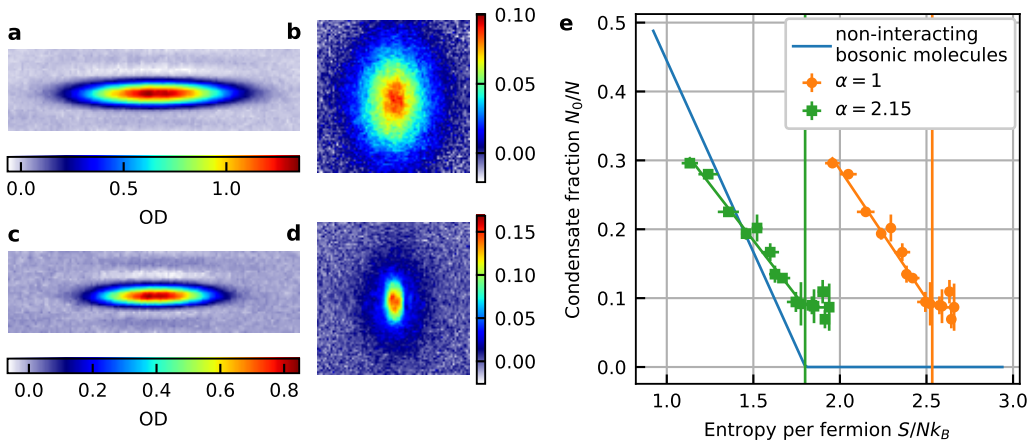 a
0.0 0.5 1.0
OD
b
0.10
0.05
0.00
c
0.0 0.2 0.4 0.6 0.8
OD
d
0.15
0.10
0.05
0.00
e
non-interacting
bosonic molecules
α = 1
α = 2.15
Condensate fraction N₀/N
0.5
0.4
0.3
0.2
0.1
0.0
1.0 1.5 2.0 2.5 3.0
Entropy per fermion S/Nk_B